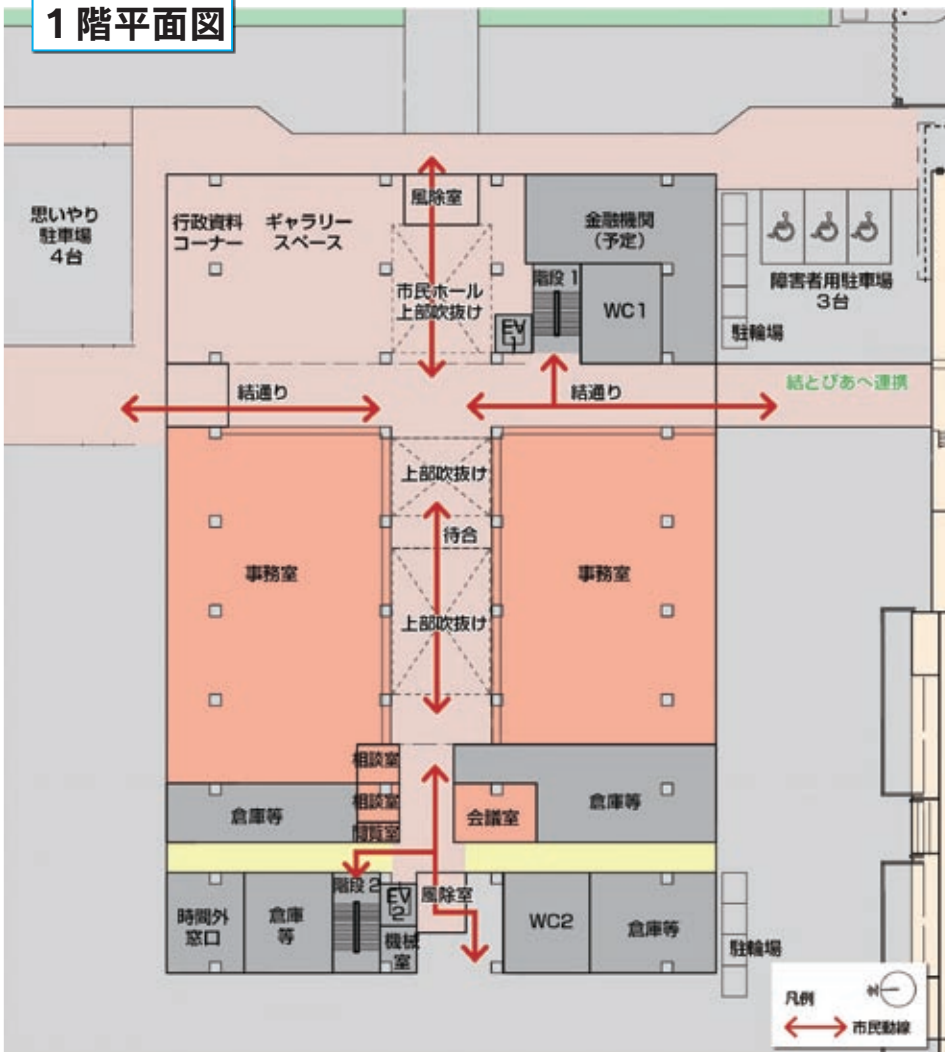 １階平面図
思いやり
駐車場
4台
行政資料
コーナー
ギャラリー
スペース
風除室
金融機関
（予定）
市民ホール
上部吹抜け
階段 1
EV
1
WC1
障害者用駐車場
3台
駐輪場
結通り
結通り
結とぴあへ連携
上部吹抜け
待合
事務室
事務室
上部吹抜け
相談室
相談室
閲覧室
倉庫等
会議室
倉庫等
時間外
窓口
倉庫
等
階段 2
EV
2
機械
室
風除室
WC2
倉庫等
駐輪場
凡例
北
市民動線